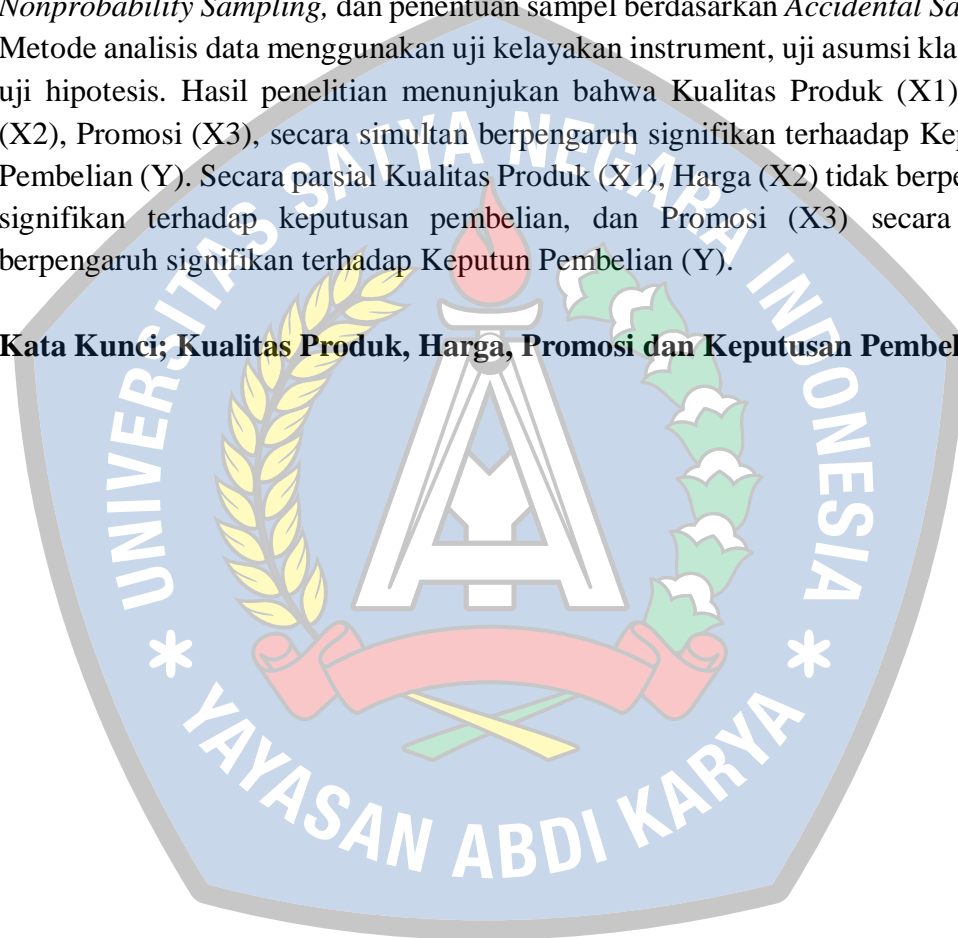 Nonprobability Sampling, dan penentuan sampel berdasarkan Accidental Sa
Metode analisis data menggunakan uji kelayakan instrument, uji asumsi kla
uji hipotesis. Hasil penelitian menunjukan bahwa Kualitas Produk (X1)
(X2), Promosi (X3), secara simultan berpengaruh signifikan terhaadap Kep
Pembelian (Y). Secara parsial Kualitas Produk (X1), Harga (X2) tidak berpe
signifikan terhadap keputusan pembelian, dan Promosi (X3) secara
berpengaruh signifikan terhadap Keputun Pembelian (Y).
Kata Kunci; Kualitas Produk, Harga, Promosi dan Keputusan Pembel
UNIVERSITAS SATYA NEGARA INDONESIA
YAYASAN ABDI KARYA